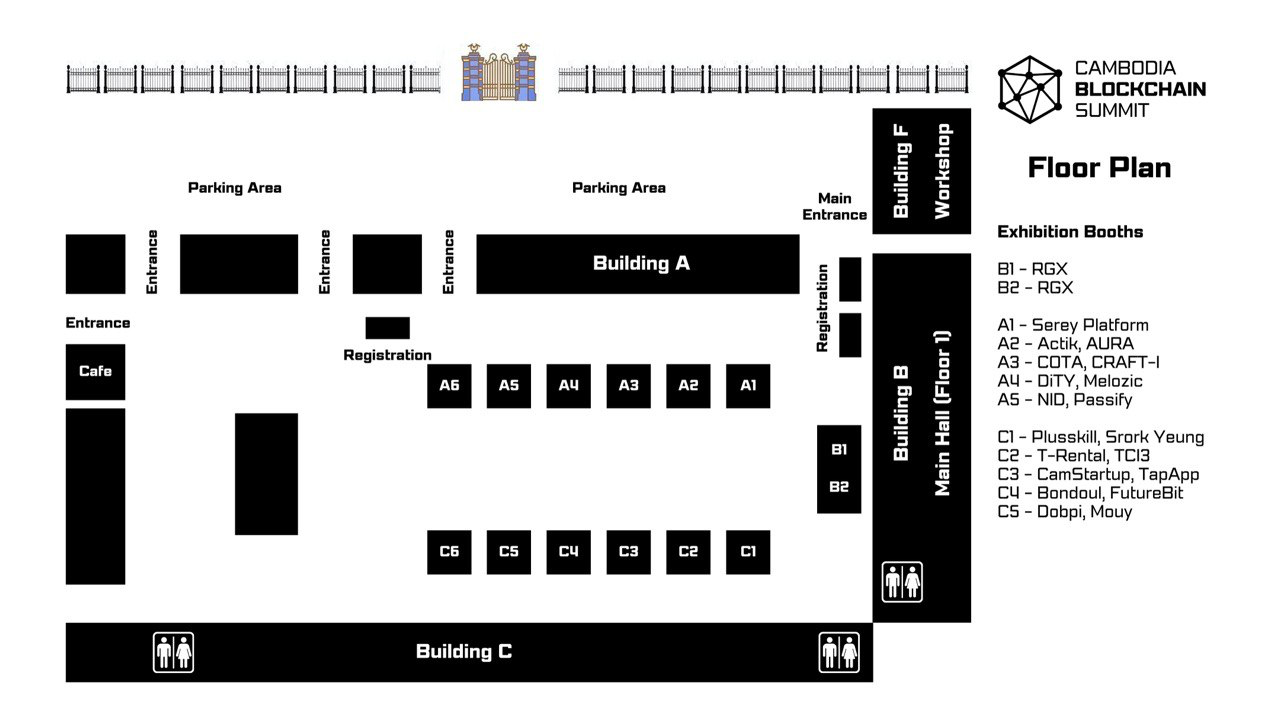 CAMBODIA
BLOCKCHAIN
SUMMIT
Floor Plan
Building F
Workshop
Parking Area
Parking Area
Main
Entrance
Entrance
Entrance
Entrance
Building A
Registration
Entrance
Registration
Cafe
A6
A5
A4
A3
A2
A1
Building B
Main Hall (Floor 1)
B1
B2
C6
C5
C4
C3
C2
C1
Building C
Exhibition Booths
B1 - RGX
B2 - RGX
A1 - Serey Platform
A2 - Actik, AURA
A3 - COTA, CRAFT-I
A4 - DiTY, Melozic
A5 - NID, Passify
C1 - Plusskill, Srork Yeung
C2 - T-Rental, TCI3
C3 - CamStartup, TapApp
C4 - Bondoul, FutureBit
C5 - Dobpi, Mouy